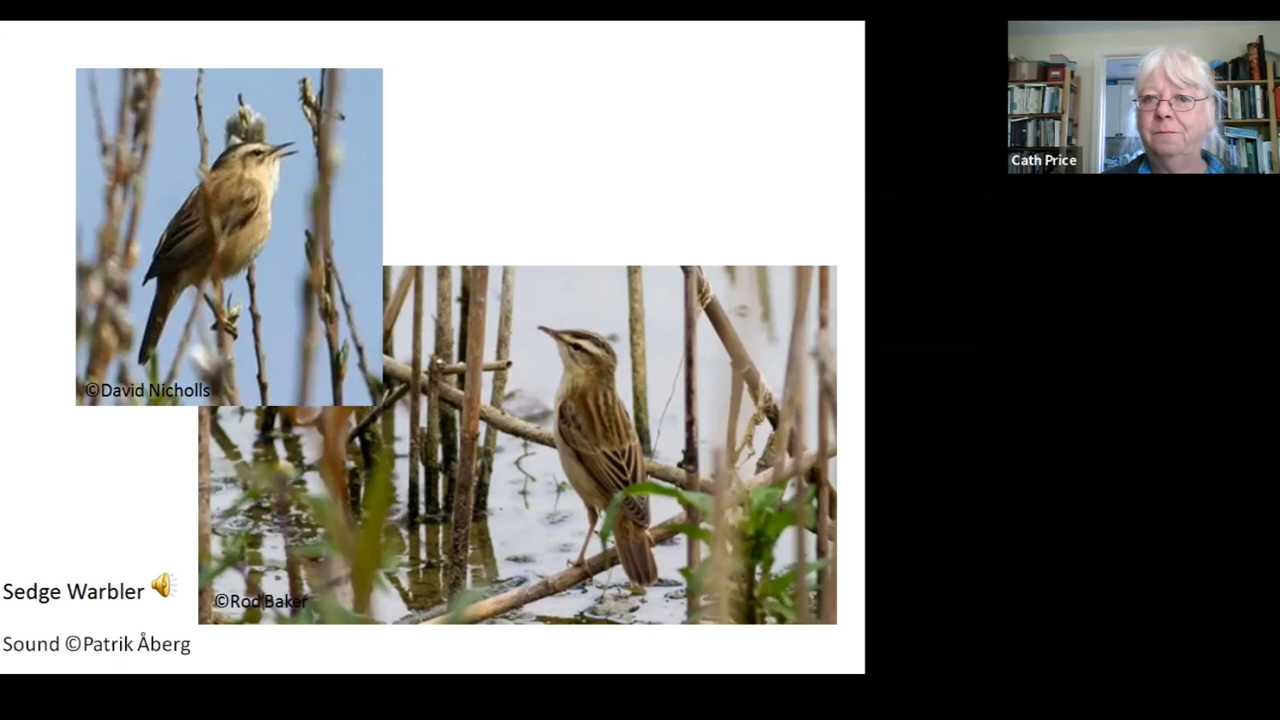 Cath Price
©David Nicholls
Sedge Warbler
©Rod Baker
Sound ©Patrik Åberg